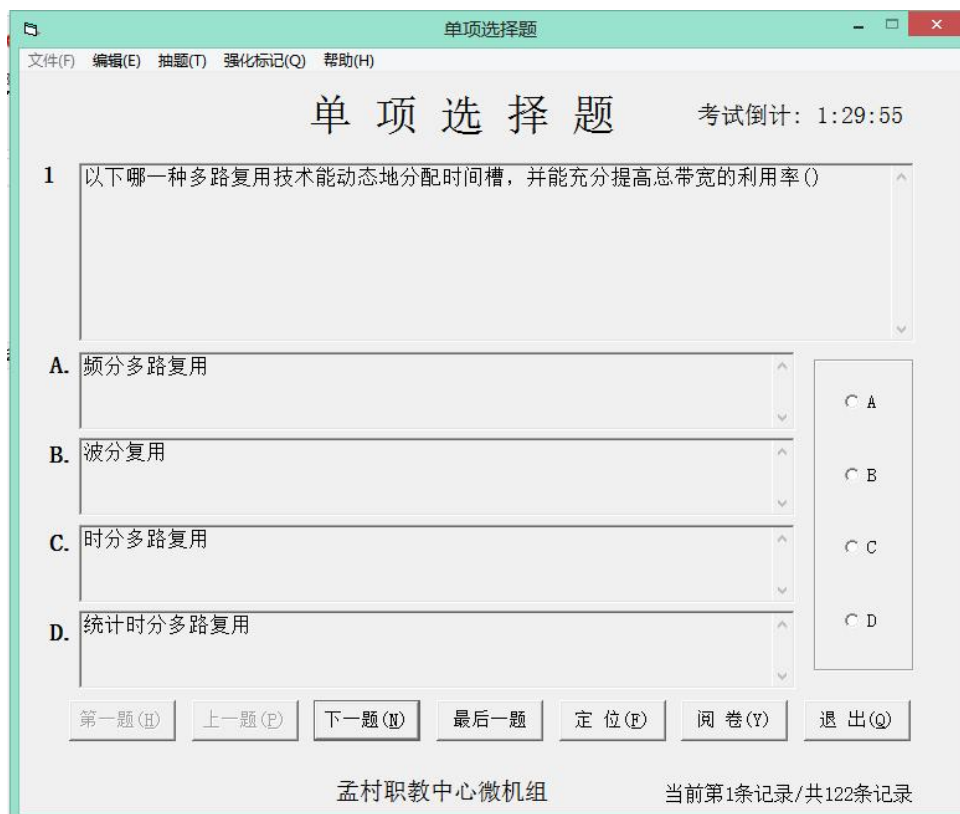 单项选择题
文件(F) 编辑(E) 抽题(T) 强化标记(Q) 帮助(H)
单项选择题 考试倒计: 1:29:55
1 以下哪一种多路复用技术能动态地分配时间槽，并能充分提高总带宽的利用率()
A. 频分多路复用
A
B. 波分复用
B
C. 时分多路复用
C
D. 统计时分多路复用
D
第一题(H) 上一题(P) 下一题(N) 最后一题 定 位(F) 阅 卷(Y) 退 出(Q)
孟村职教中心微机组 当前第1条记录/共122条记录